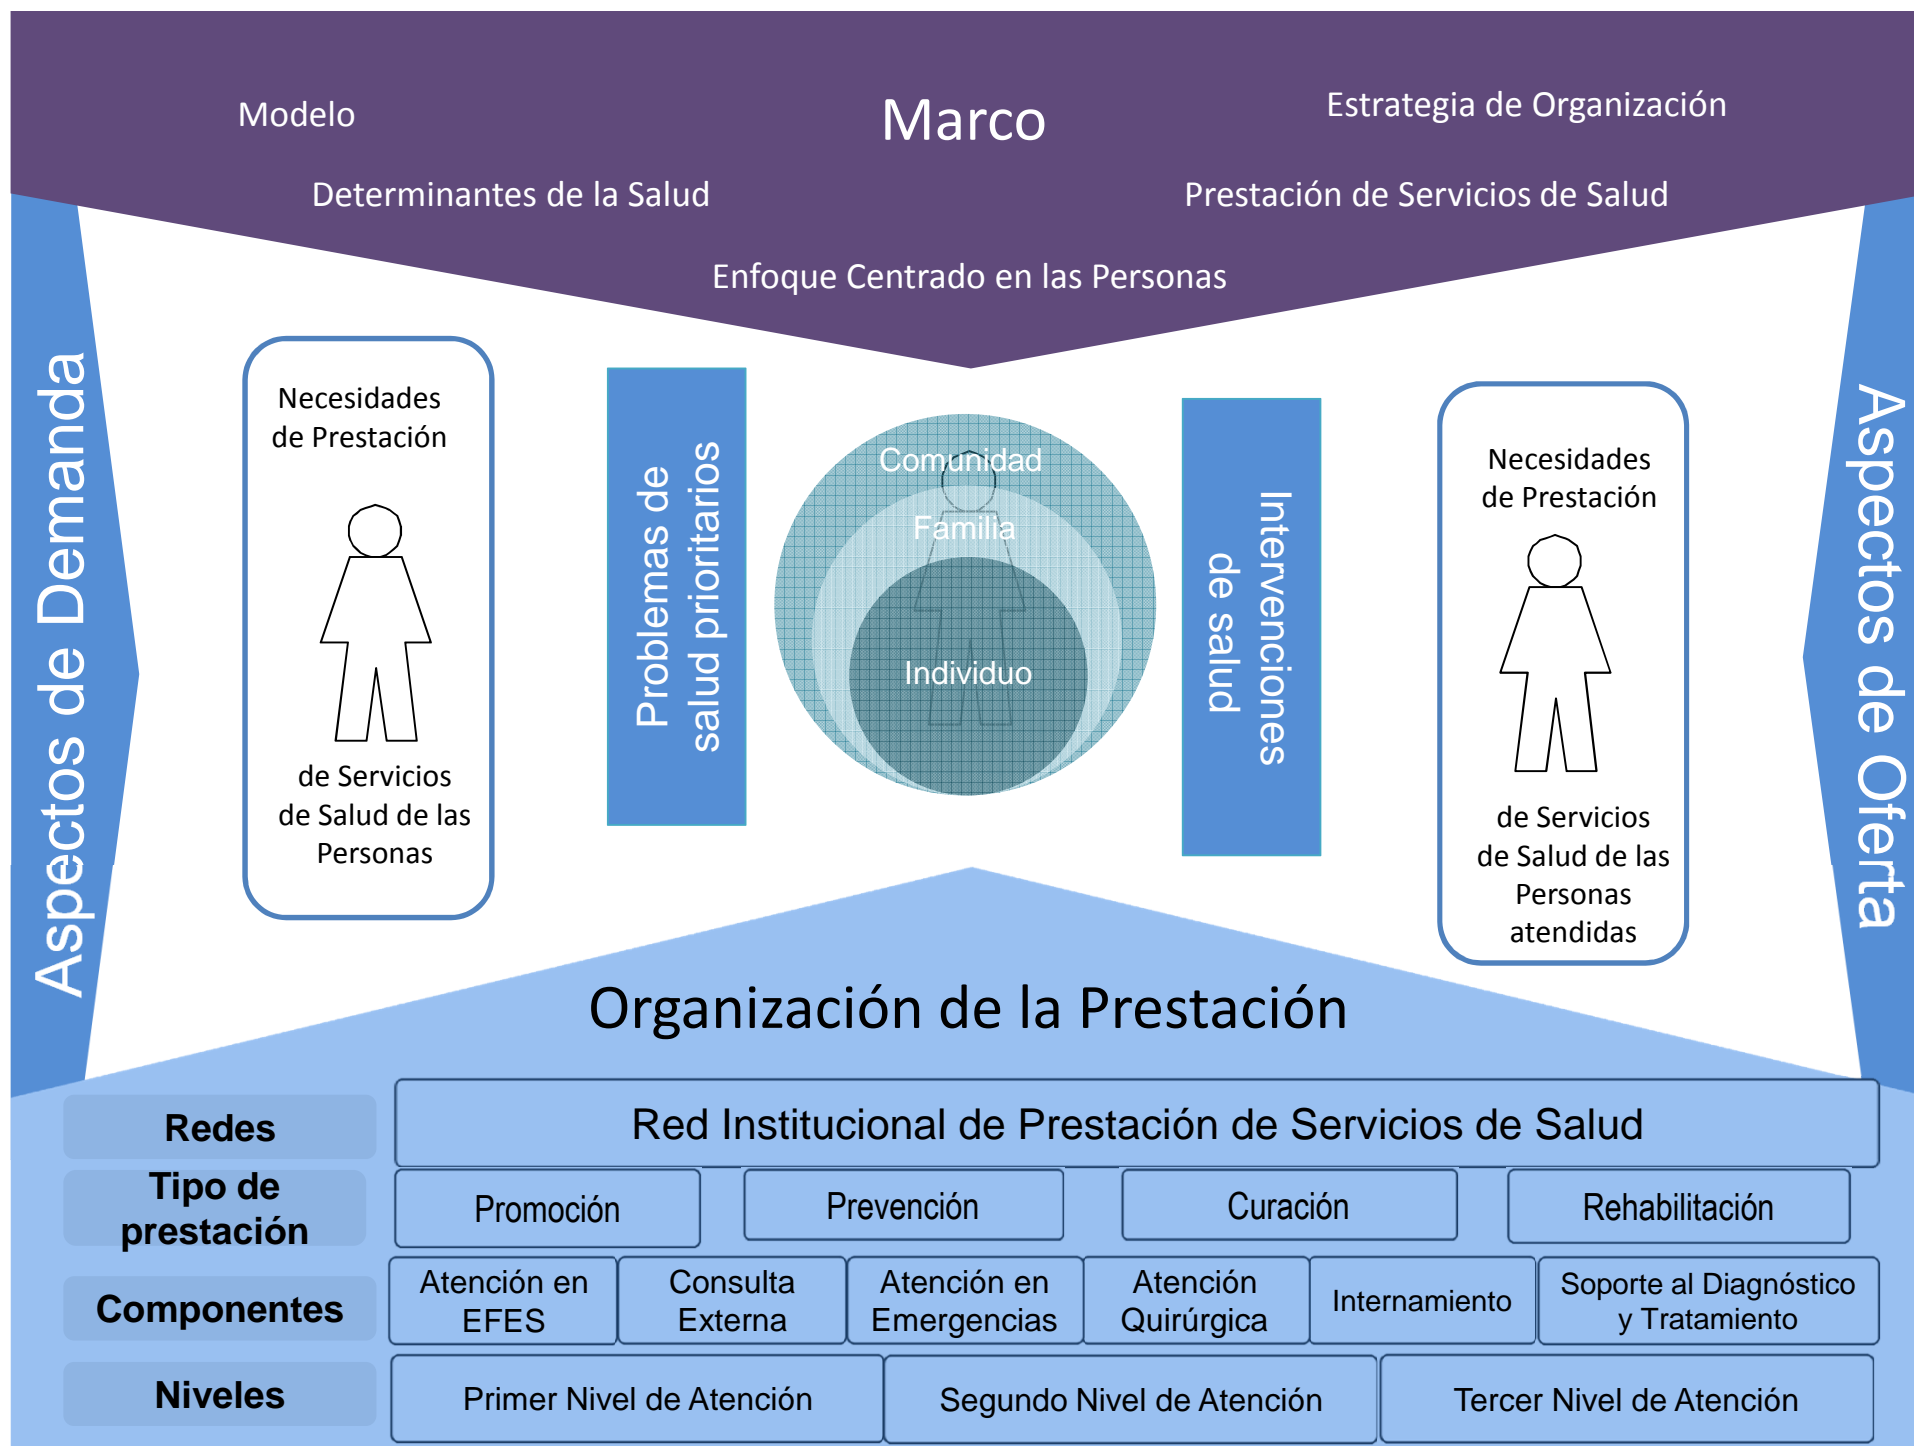 Modelo
Marco
Estrategia de Organización
Determinantes de la Salud
Prestación de Servicios de Salud
Enfoque Centrado en las Personas
Aspectos de Demanda
Necesidades
de Prestación
de Servicios
de Salud de las
Personas
Problemas de
salud prioritarios
Comunidad
Familia
Individuo
Intervenciones
de salud
Necesidades
de Prestación
de Servicios
de Salud de las
Personas
atendidas
Aspectos de Oferta
Organización de la Prestación
Redes
Red Institucional de Prestación de Servicios de Salud
Tipo de
prestación
Promoción
Prevención
Curación
Rehabilitación
Componentes
Atención en
EFES
Consulta
Externa
Atención en
Emergencias
Atención
Quirúrgica
Internamiento
Soporte al Diagnóstico
y Tratamiento
Niveles
Primer Nivel de Atención
Segundo Nivel de Atención
Tercer Nivel de Atención